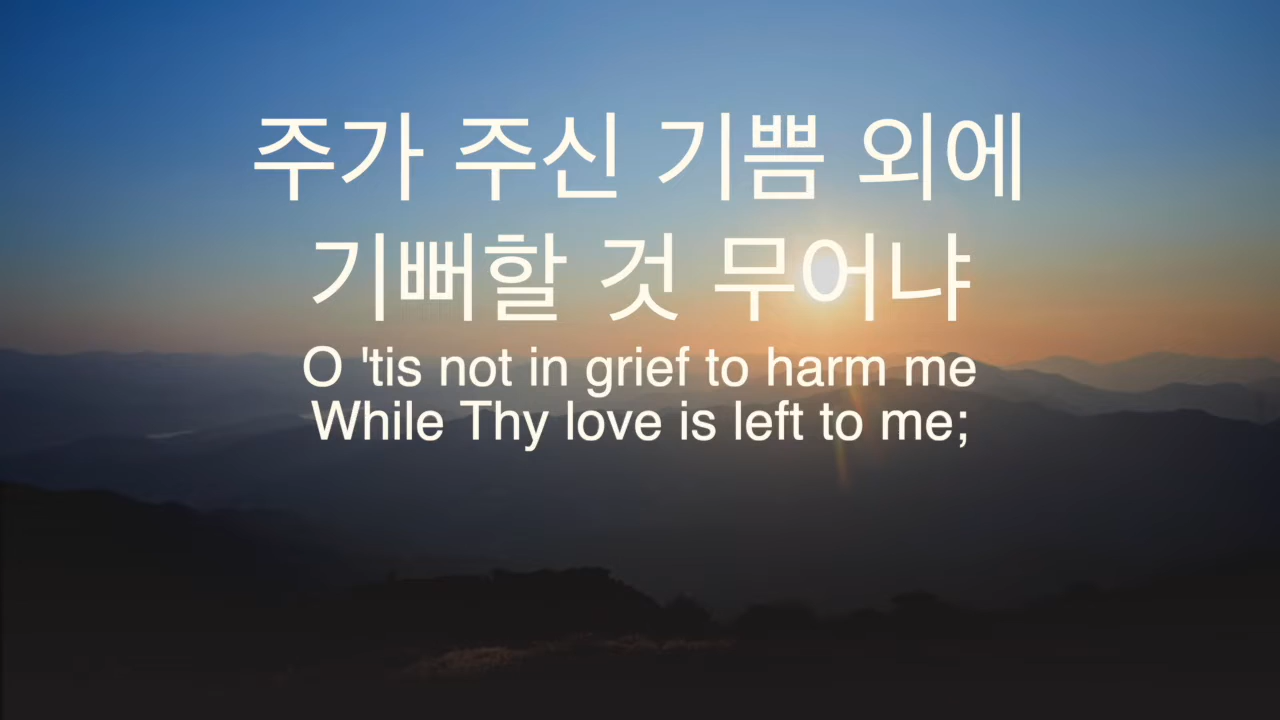 주가 주신 기쁨 외에
기뻐할 것 무어냐
O 'tis not in grief to harm me
While Thy love is left to me;